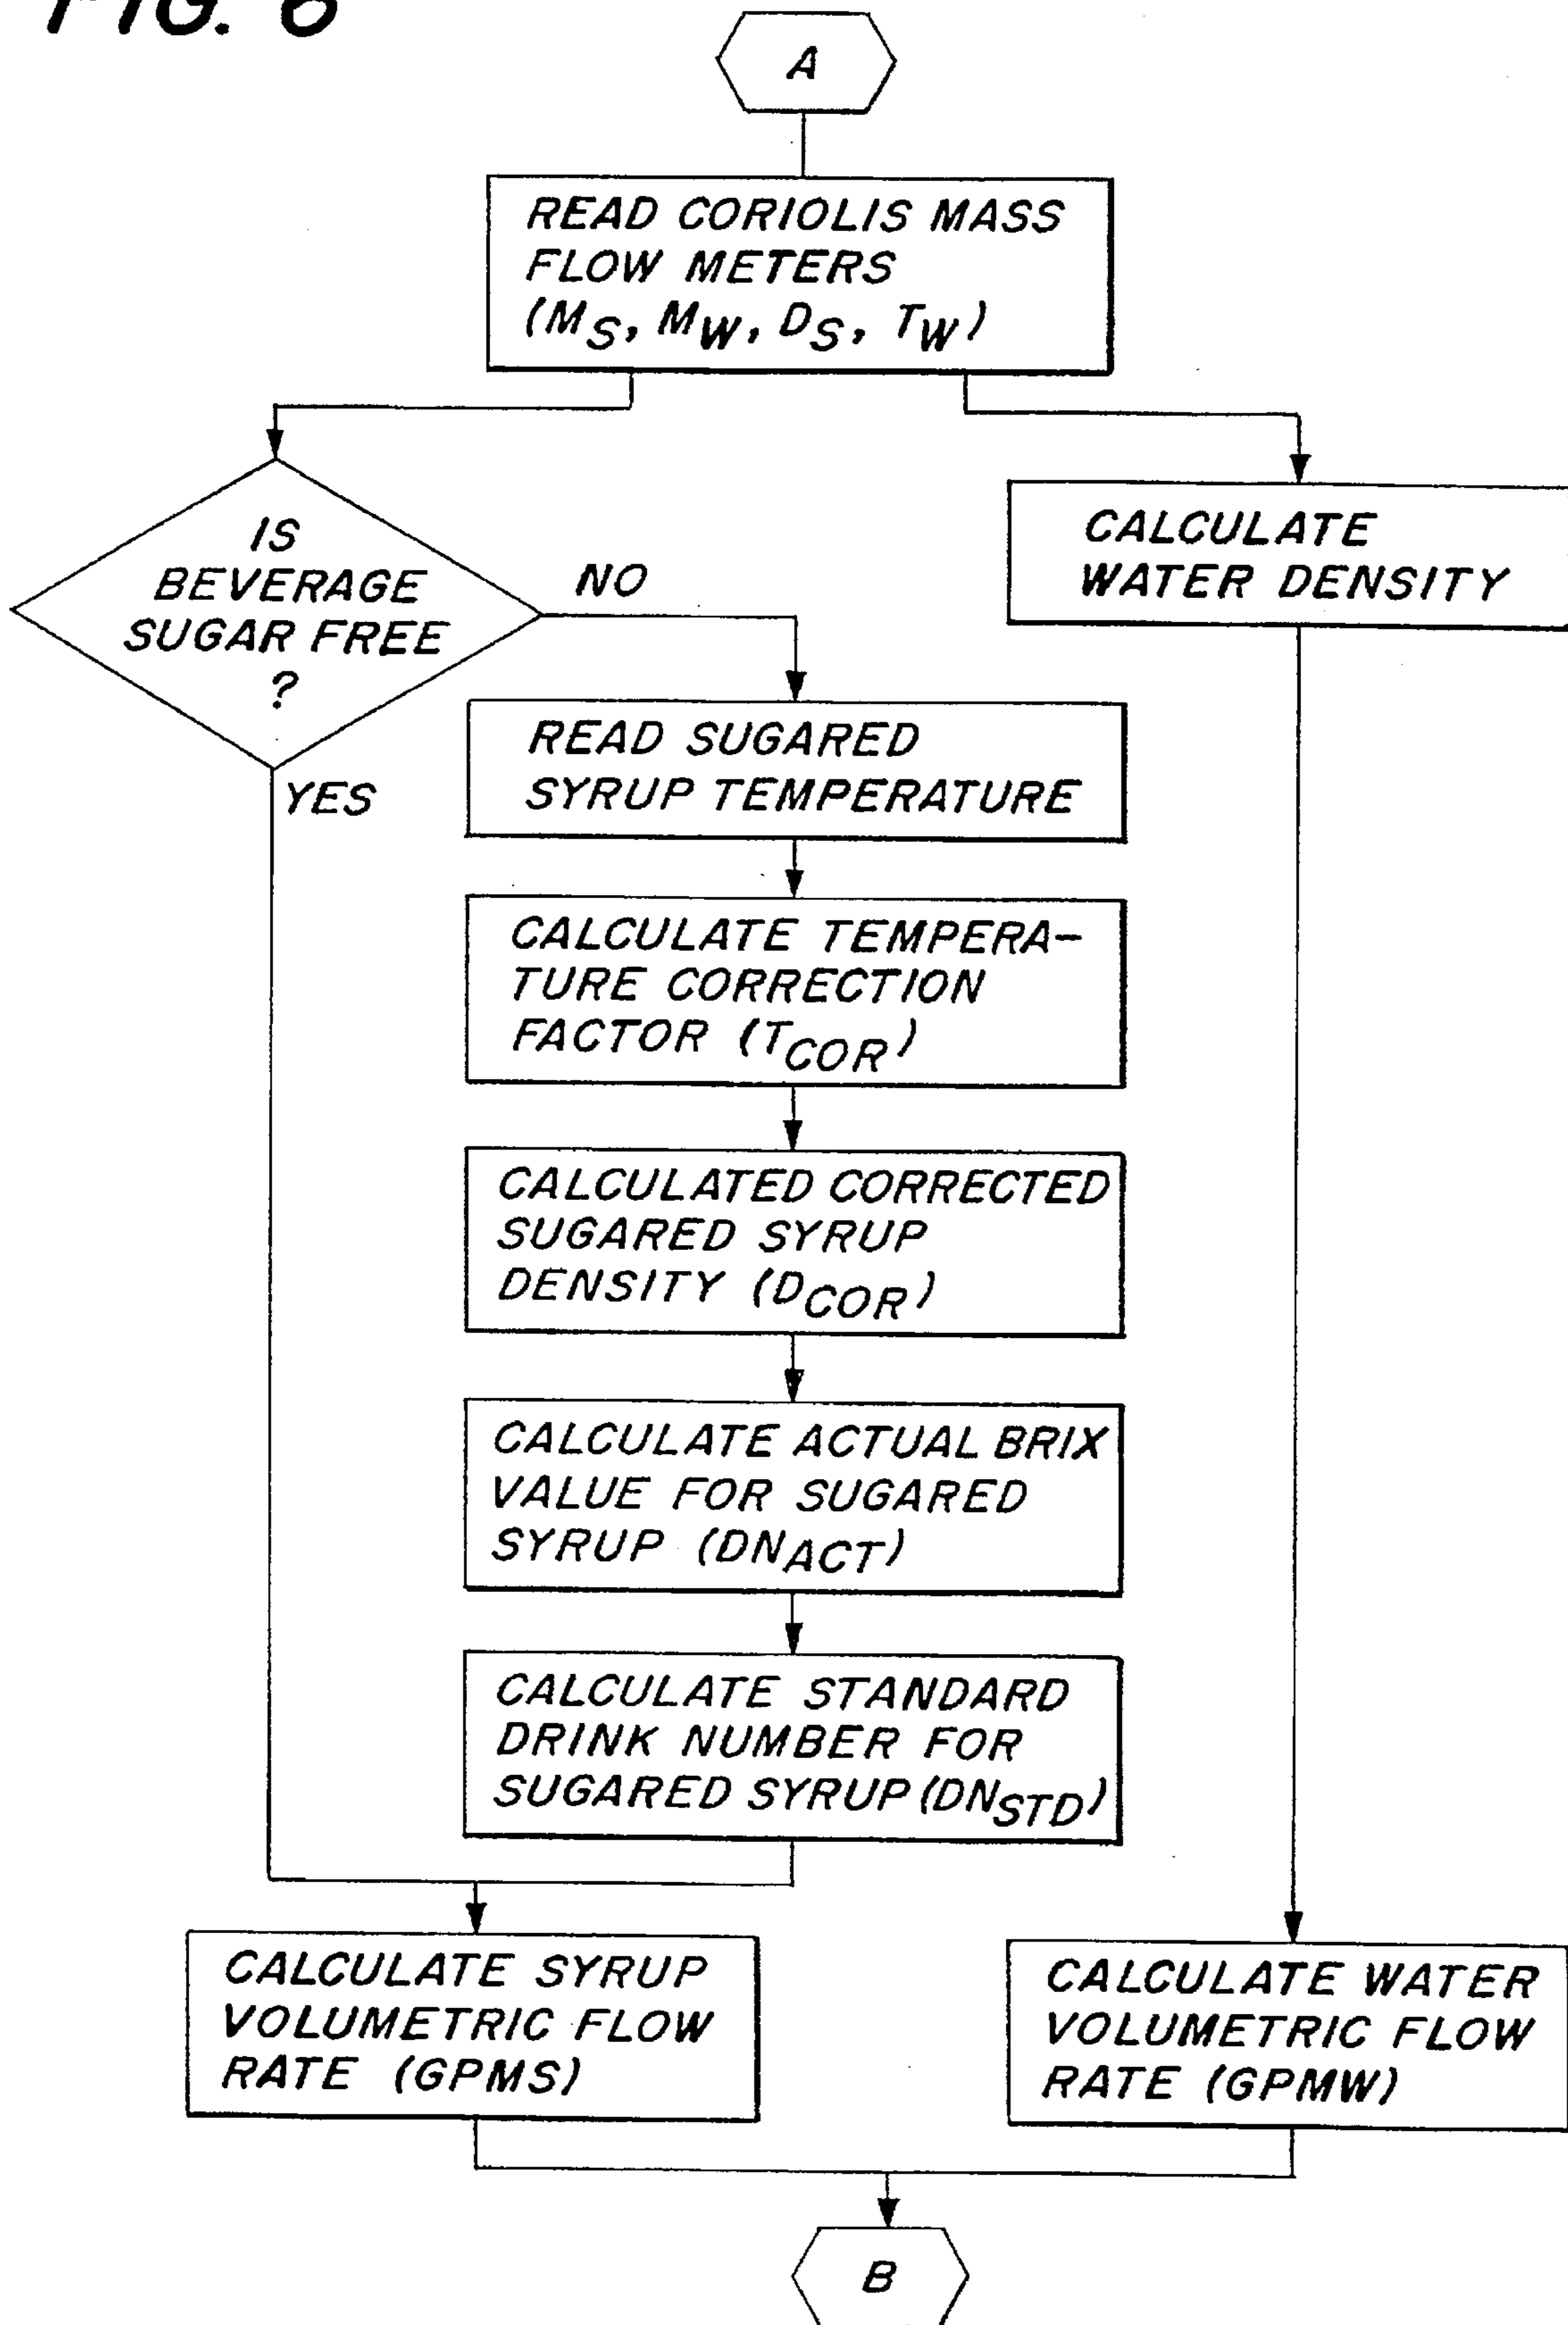 FIG. 6
A
READ CORIOLIS MASS
FLOW METERS
(MS, MW, DS, TW)
IS
BEVERAGE
SUGAR FREE
?
NO
YES
CALCULATE
WATER DENSITY
READ SUGARED
SYRUP TEMPERATURE
CALCULATE TEMPERA-
TURE CORRECTION
FACTOR (TCOR)
CALCULATED CORRECTED
SUGARED SYRUP
DENSITY (DCOR)
CALCULATE ACTUAL BRIX
VALUE FOR SUGARED
SYRUP (DNACT)
CALCULATE STANDARD
DRINK NUMBER FOR
SUGARED SYRUP (DNSTD)
CALCULATE SYRUP
VOLUMETRIC FLOW
RATE (GPMS)
CALCULATE WATER
VOLUMETRIC FLOW
RATE (GPMW)
B